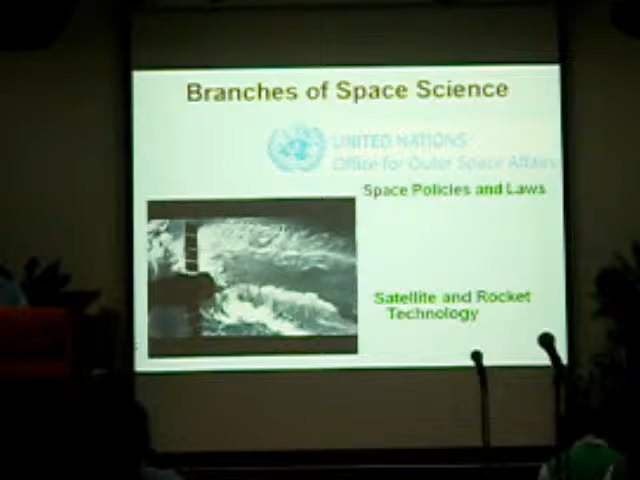 Branches of Space Science
UNITED NATIONS
Office for Outer Space Affairs
Space Policies and Laws
Satellite and Rocket
Technology